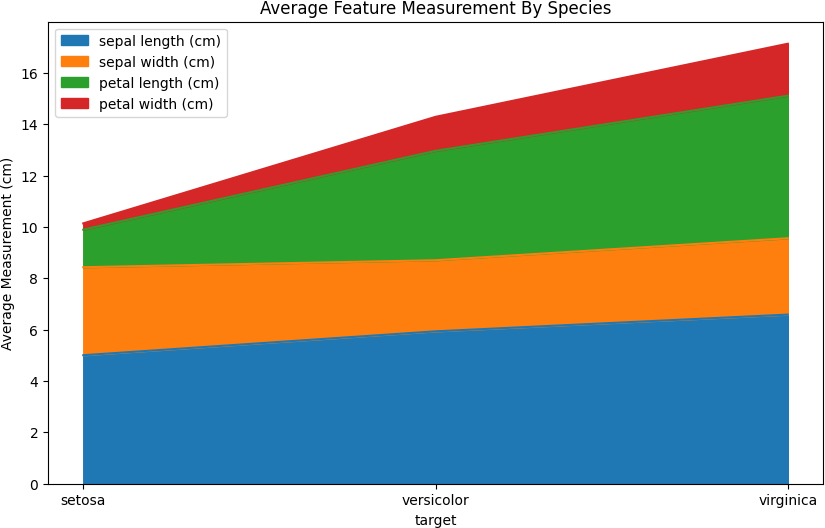 Average Feature Measurement By Species
sepal length (cm)
sepal width (cm)
petal length (cm)
petal width (cm)
Average Measurement (cm)
16
14
12
10
8
6
4
2
0
setosa
versicolor
virginica
target